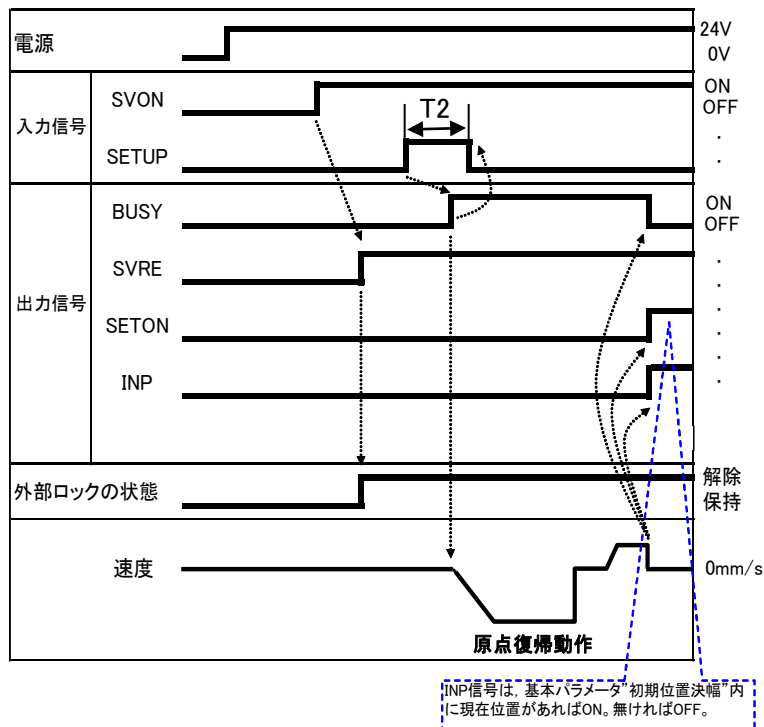 電源
24V
0V
入力信号
SVON
ON
OFF
T2
SETUP
・
・
出力信号
BUSY
ON
OFF
SVRE
・
・
SETON
・
・
INP
・
・
外部ロックの状態
解除
保持
速度
0mm/s
原点復帰動作
INP信号は，基本パラメータ"初期位置決幅"内
に現在位置があればON。無ければOFF。